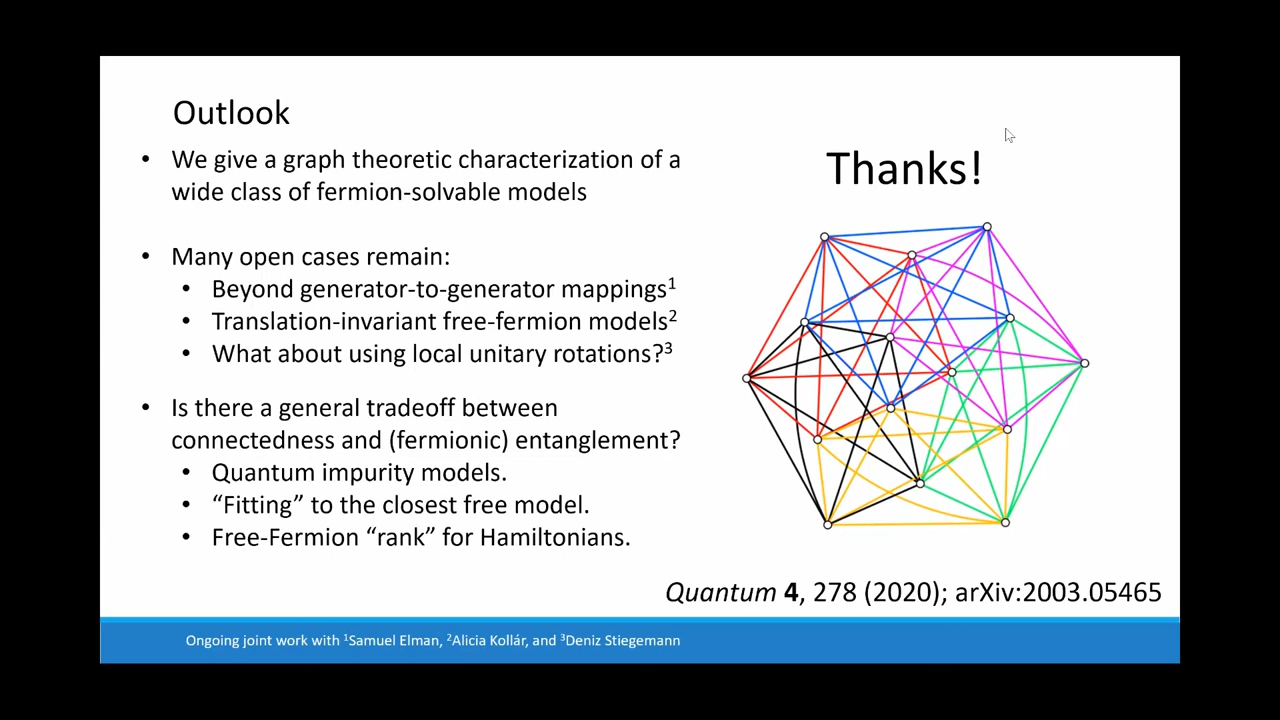 Outlook
• We give a graph theoretic characterization of a
wide class of fermion-solvable models
• Many open cases remain:
• Beyond generator-to-generator mappings¹
• Translation-invariant free-fermion models²
• What about using local unitary rotations?³
• Is there a general tradeoff between
connectedness and (fermionic) entanglement?
• Quantum impurity models.
• “Fitting” to the closest free model.
• Free-Fermion “rank” for Hamiltonians.
Thanks!
Quantum 4, 278 (2020); arXiv:2003.05465
Ongoing joint work with ¹Samuel Elman, ²Alicia Kollár, and ³Deniz Stiegemann